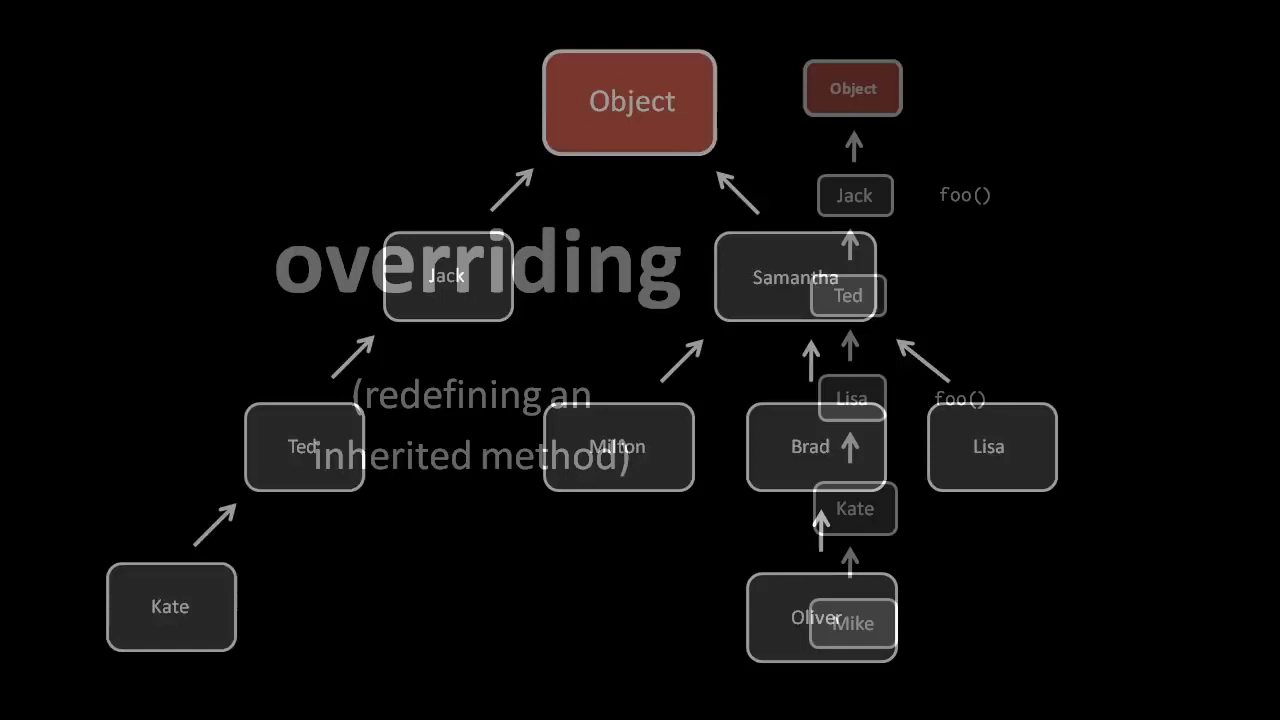 Object
Object
Jack
foo()
overriding
Jack
Samantha
Ted
(redefining an
Lisa
foo()
Ted
inherited method)
Milton
Brad
Lisa
Kate
Kate
Oliver
Mike